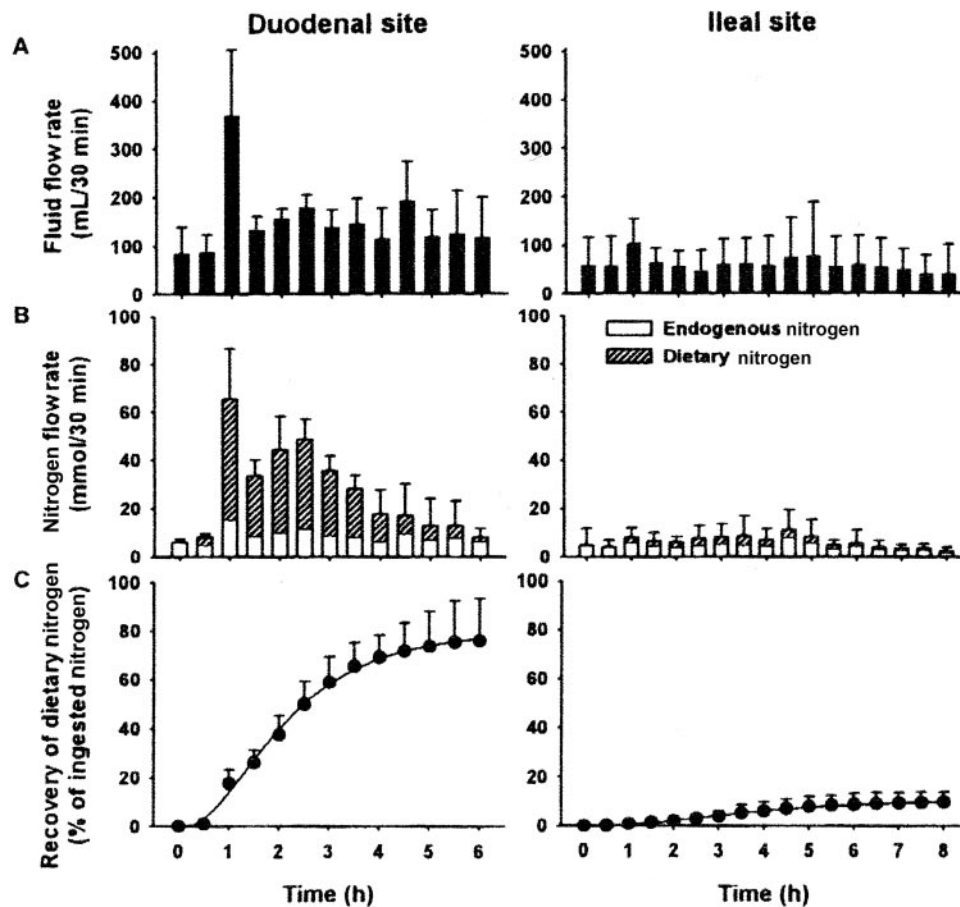 Duodenal site
Ileal site
A
Fluid flow rate
(mL/30 min)
500
400
300
200
100
0
500
400
300
200
100
0
B
Nitrogen flow rate
(mmol/30 min)
100
80
60
40
20
0
100
80
60
40
20
0
Endogenous nitrogen
Dietary nitrogen
C
Recovery of dietary nitrogen
(% of ingested nitrogen)
100
80
60
40
20
0
100
80
60
40
20
0
0 1 2 3 4 5 6
0 1 2 3 4 5 6 7 8
Time (h)
Time (h)